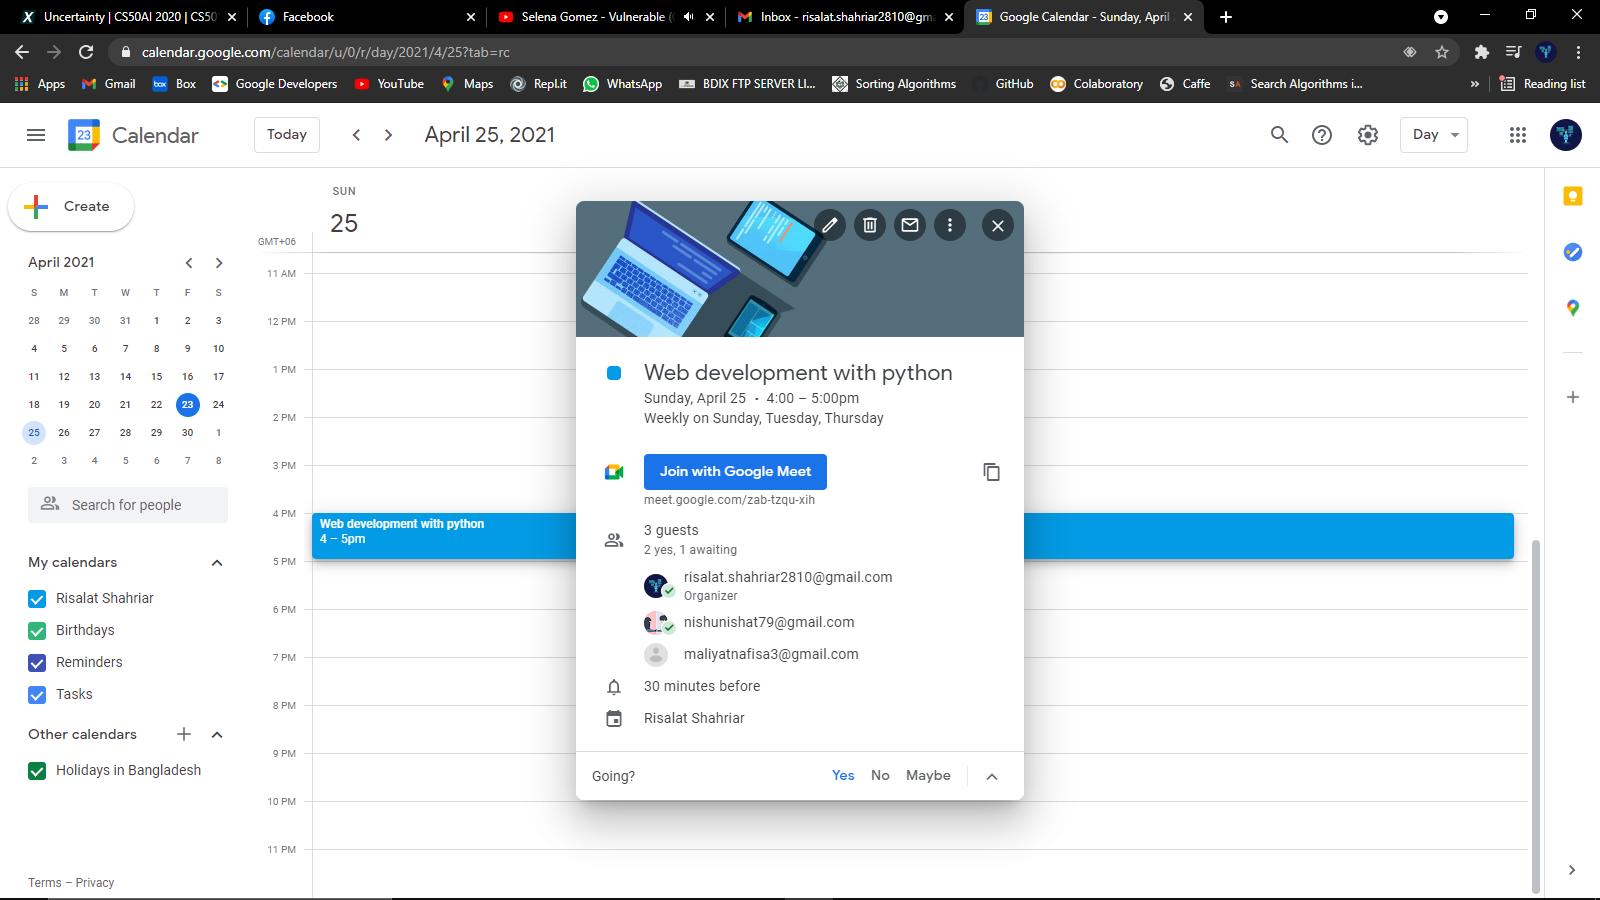 Uncertainty | CS50AI 2020 | CS50
Facebook
Selena Gomez - Vulnerable (
Inbox - risalat.shahriar2810@gm
Google Calendar - Sunday, April
calendar.google.com/calendar/u/0/r/day/2021/4/25?tab=rc
Apps
Gmail
Box
Google Developers
YouTube
Maps
Repl.it
WhatsApp
BDIX FTP SERVER LI...
Sorting Algorithms
GitHub
Colaboratory
Caffe
SA
Search Algorithms i...
»
Reading list
23
Calendar
Today
April 25, 2021
Day
Create
SUN
25
GMT+06
April 2021
S M T W T F S
28 29 30 31 1 2 3
4 5 6 7 8 9 10
11 12 13 14 15 16 17
18 19 20 21 22 23 24
25 26 27 28 29 30 1
2 3 4 5 6 7 8
Search for people
My calendars
Risalat Shahriar
Birthdays
Reminders
Tasks
Other calendars
Holidays in Bangladesh
Terms – Privacy
11 AM
12 PM
1 PM
2 PM
3 PM
4 PM
5 PM
6 PM
7 PM
8 PM
9 PM
10 PM
11 PM
Web development with python
4 – 5pm
Web development with python
Sunday, April 25 • 4:00 – 5:00pm
Weekly on Sunday, Tuesday, Thursday
Join with Google Meet
meet.google.com/zab-tzqu-xih
3 guests
2 yes, 1 awaiting
risalat.shahriar2810@gmail.com
Organizer
nishunishat79@gmail.com
maliyatnafisa3@gmail.com
30 minutes before
Risalat Shahriar
Going?
Yes
No
Maybe